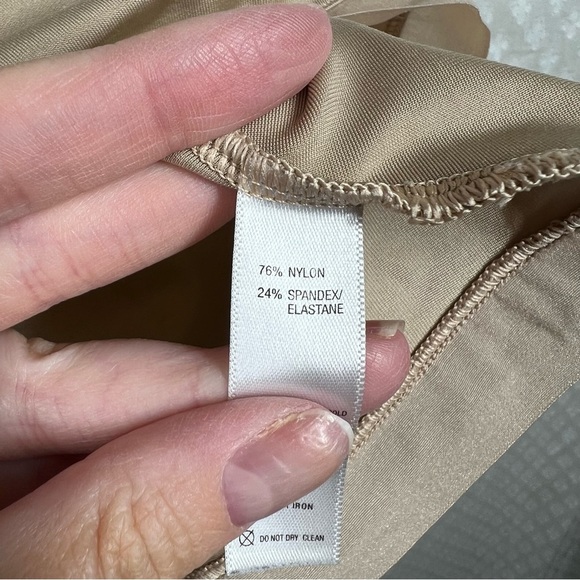 76% NYLON
24% SPANDEX/
ELASTANE
IRON
DO NOT DRY CLEAN